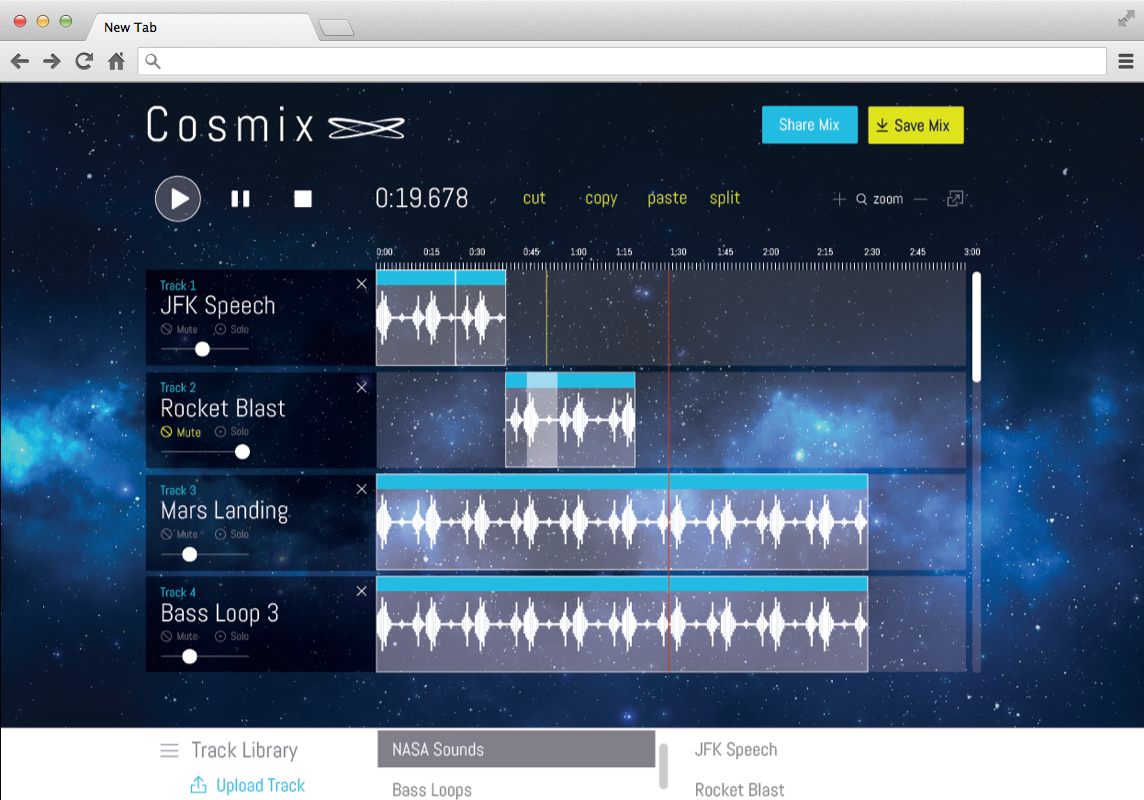 New Tab
Cosmix
Share Mix
Save Mix
0:19.678
cut
copy
paste
split
zoom
0:00 0:15 0:30 0:45 1:00 1:15 1:30 1:45 2:00 2:15 2:30 2:45 3:00
Track 1
JFK Speech
Mute Solo
Track 2
Rocket Blast
Mute Solo
Track 3
Mars Landing
Mute Solo
Track 4
Bass Loop 3
Mute Solo
Track Library
Upload Track
NASA Sounds
Bass Loops
JFK Speech
Rocket Blast